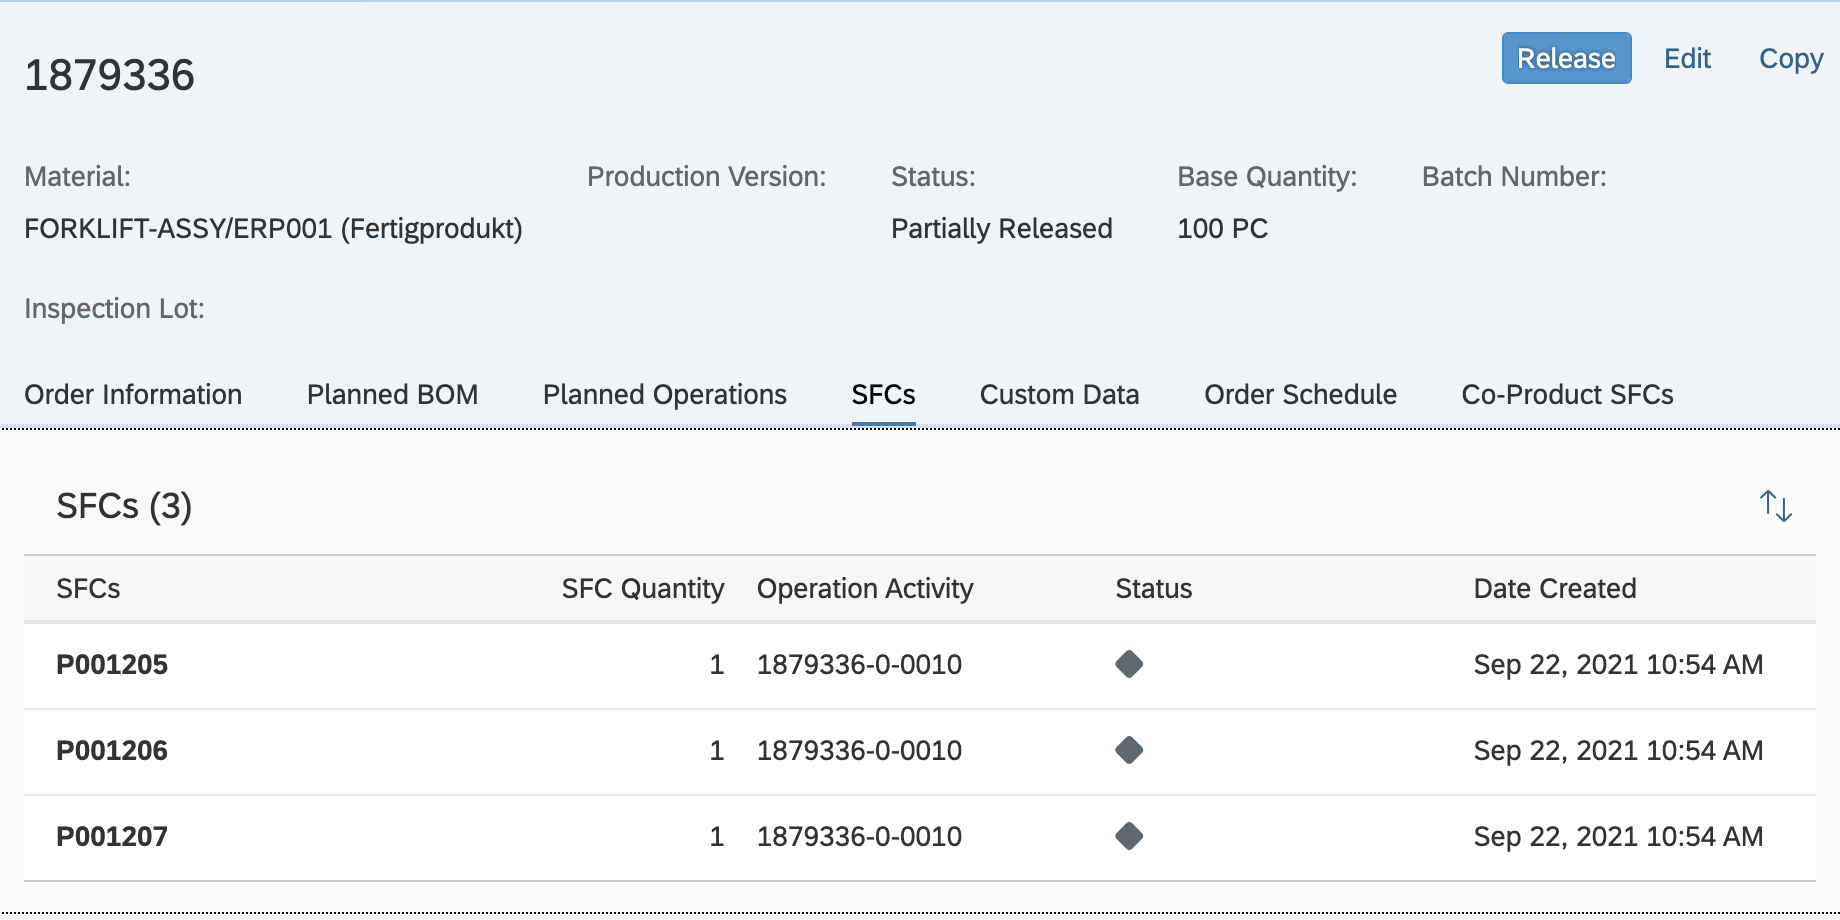 1879336
Release Edit Copy
Material: Production Version: Status: Base Quantity: Batch Number:
FORKLIFT-ASSY/ERP001 (Fertigprodukt) Partially Released 100 PC
Inspection Lot:
Order Information Planned BOM Planned Operations SFCs Custom Data Order Schedule Co-Product SFCs
SFCs (3)
SFCs SFC Quantity Operation Activity Status Date Created
P001205 1 1879336-0-0010 Sep 22, 2021 10:54 AM
P001206 1 1879336-0-0010 Sep 22, 2021 10:54 AM
P001207 1 1879336-0-0010 Sep 22, 2021 10:54 AM